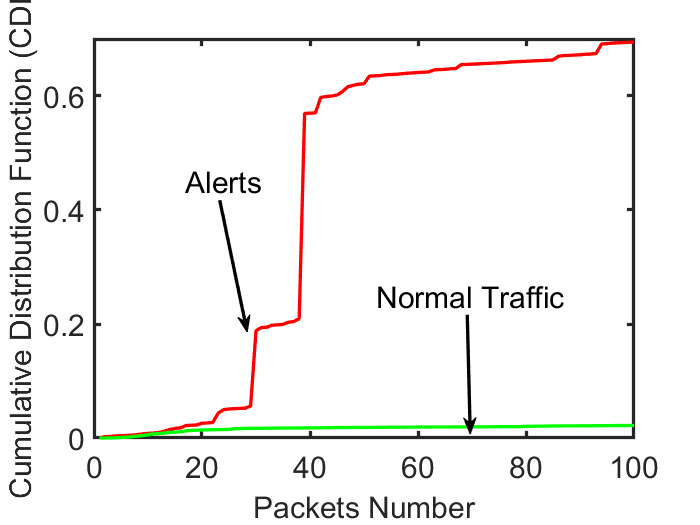 Cumulative Distribution Function (CDF
0.6
0.4
0.2
0
Alerts
Normal Traffic
0 20 40 60 80 100
Packets Number